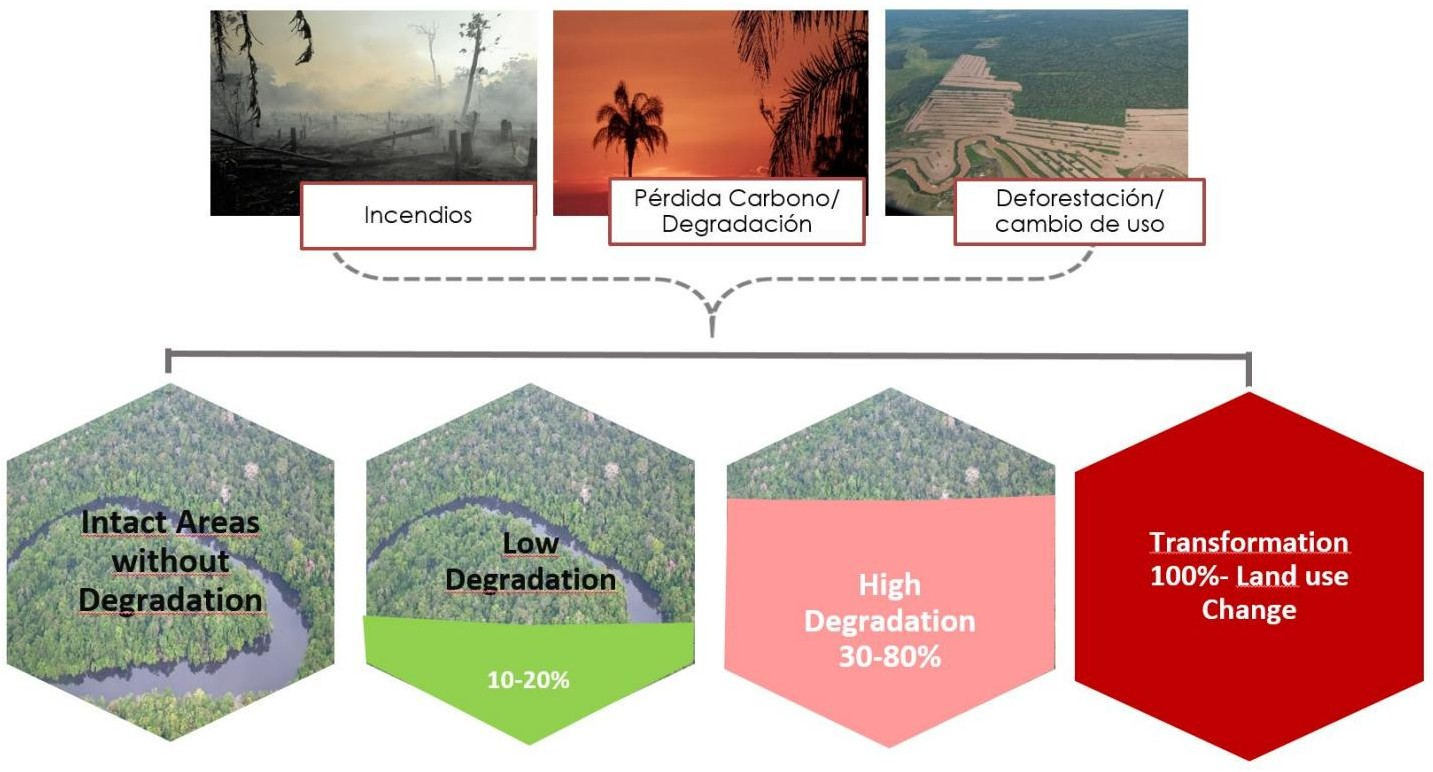 Incendios
Pérdida Carbono/
Degradación
Deforestación/
cambio de uso
Intact Areas
without
Degradation
Low
Degradation
10-20%
High
Degradation
30-80%
Transformation
100%- Land use
Change